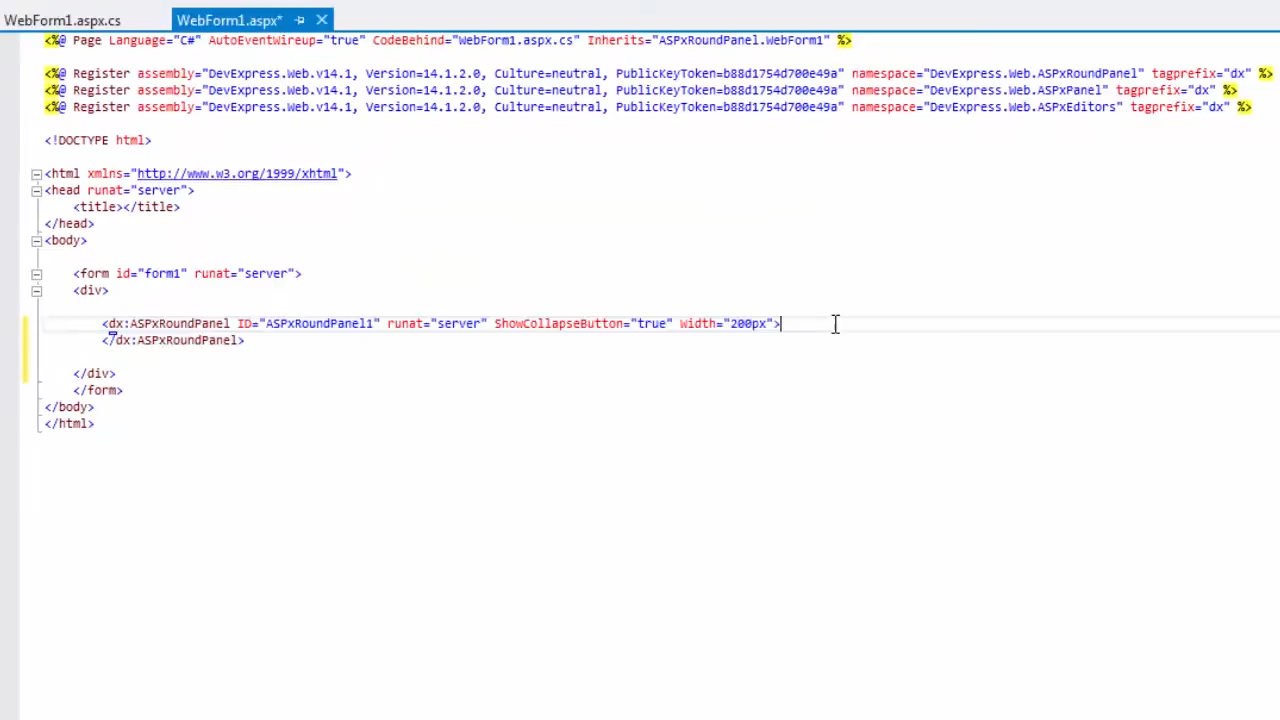 WebForm1.aspx.cs
WebForm1.aspx*
<%@ Page Language="C#" AutoEventWireup="true" CodeBehind="WebForm1.aspx.cs" Inherits="ASPxRoundPanel.WebForm1" %>
<%@ Register assembly="DevExpress.Web.v14.1, Version=14.1.2.0, Culture=neutral, PublicKeyToken=b88d1754d700e49a" namespace="DevExpress.Web.ASPxRoundPanel" tagprefix="dx" %>
<%@ Register assembly="DevExpress.Web.v14.1, Version=14.1.2.0, Culture=neutral, PublicKeyToken=b88d1754d700e49a" namespace="DevExpress.Web.ASPxPanel" tagprefix="dx" %>
<%@ Register assembly="DevExpress.Web.v14.1, Version=14.1.2.0, Culture=neutral, PublicKeyToken=b88d1754d700e49a" namespace="DevExpress.Web.ASPxEditors" tagprefix="dx" %>
<!DOCTYPE html>
<html xmlns="http://www.w3.org/1999/xhtml">
<head runat="server">
<title></title>
</head>
<body>
<form id="form1" runat="server">
<div>
<dx:ASPxRoundPanel ID="ASPxRoundPanel1" runat="server" ShowCollapseButton="true" Width="200px">
</dx:ASPxRoundPanel>
</div>
</form>
</body>
</html>